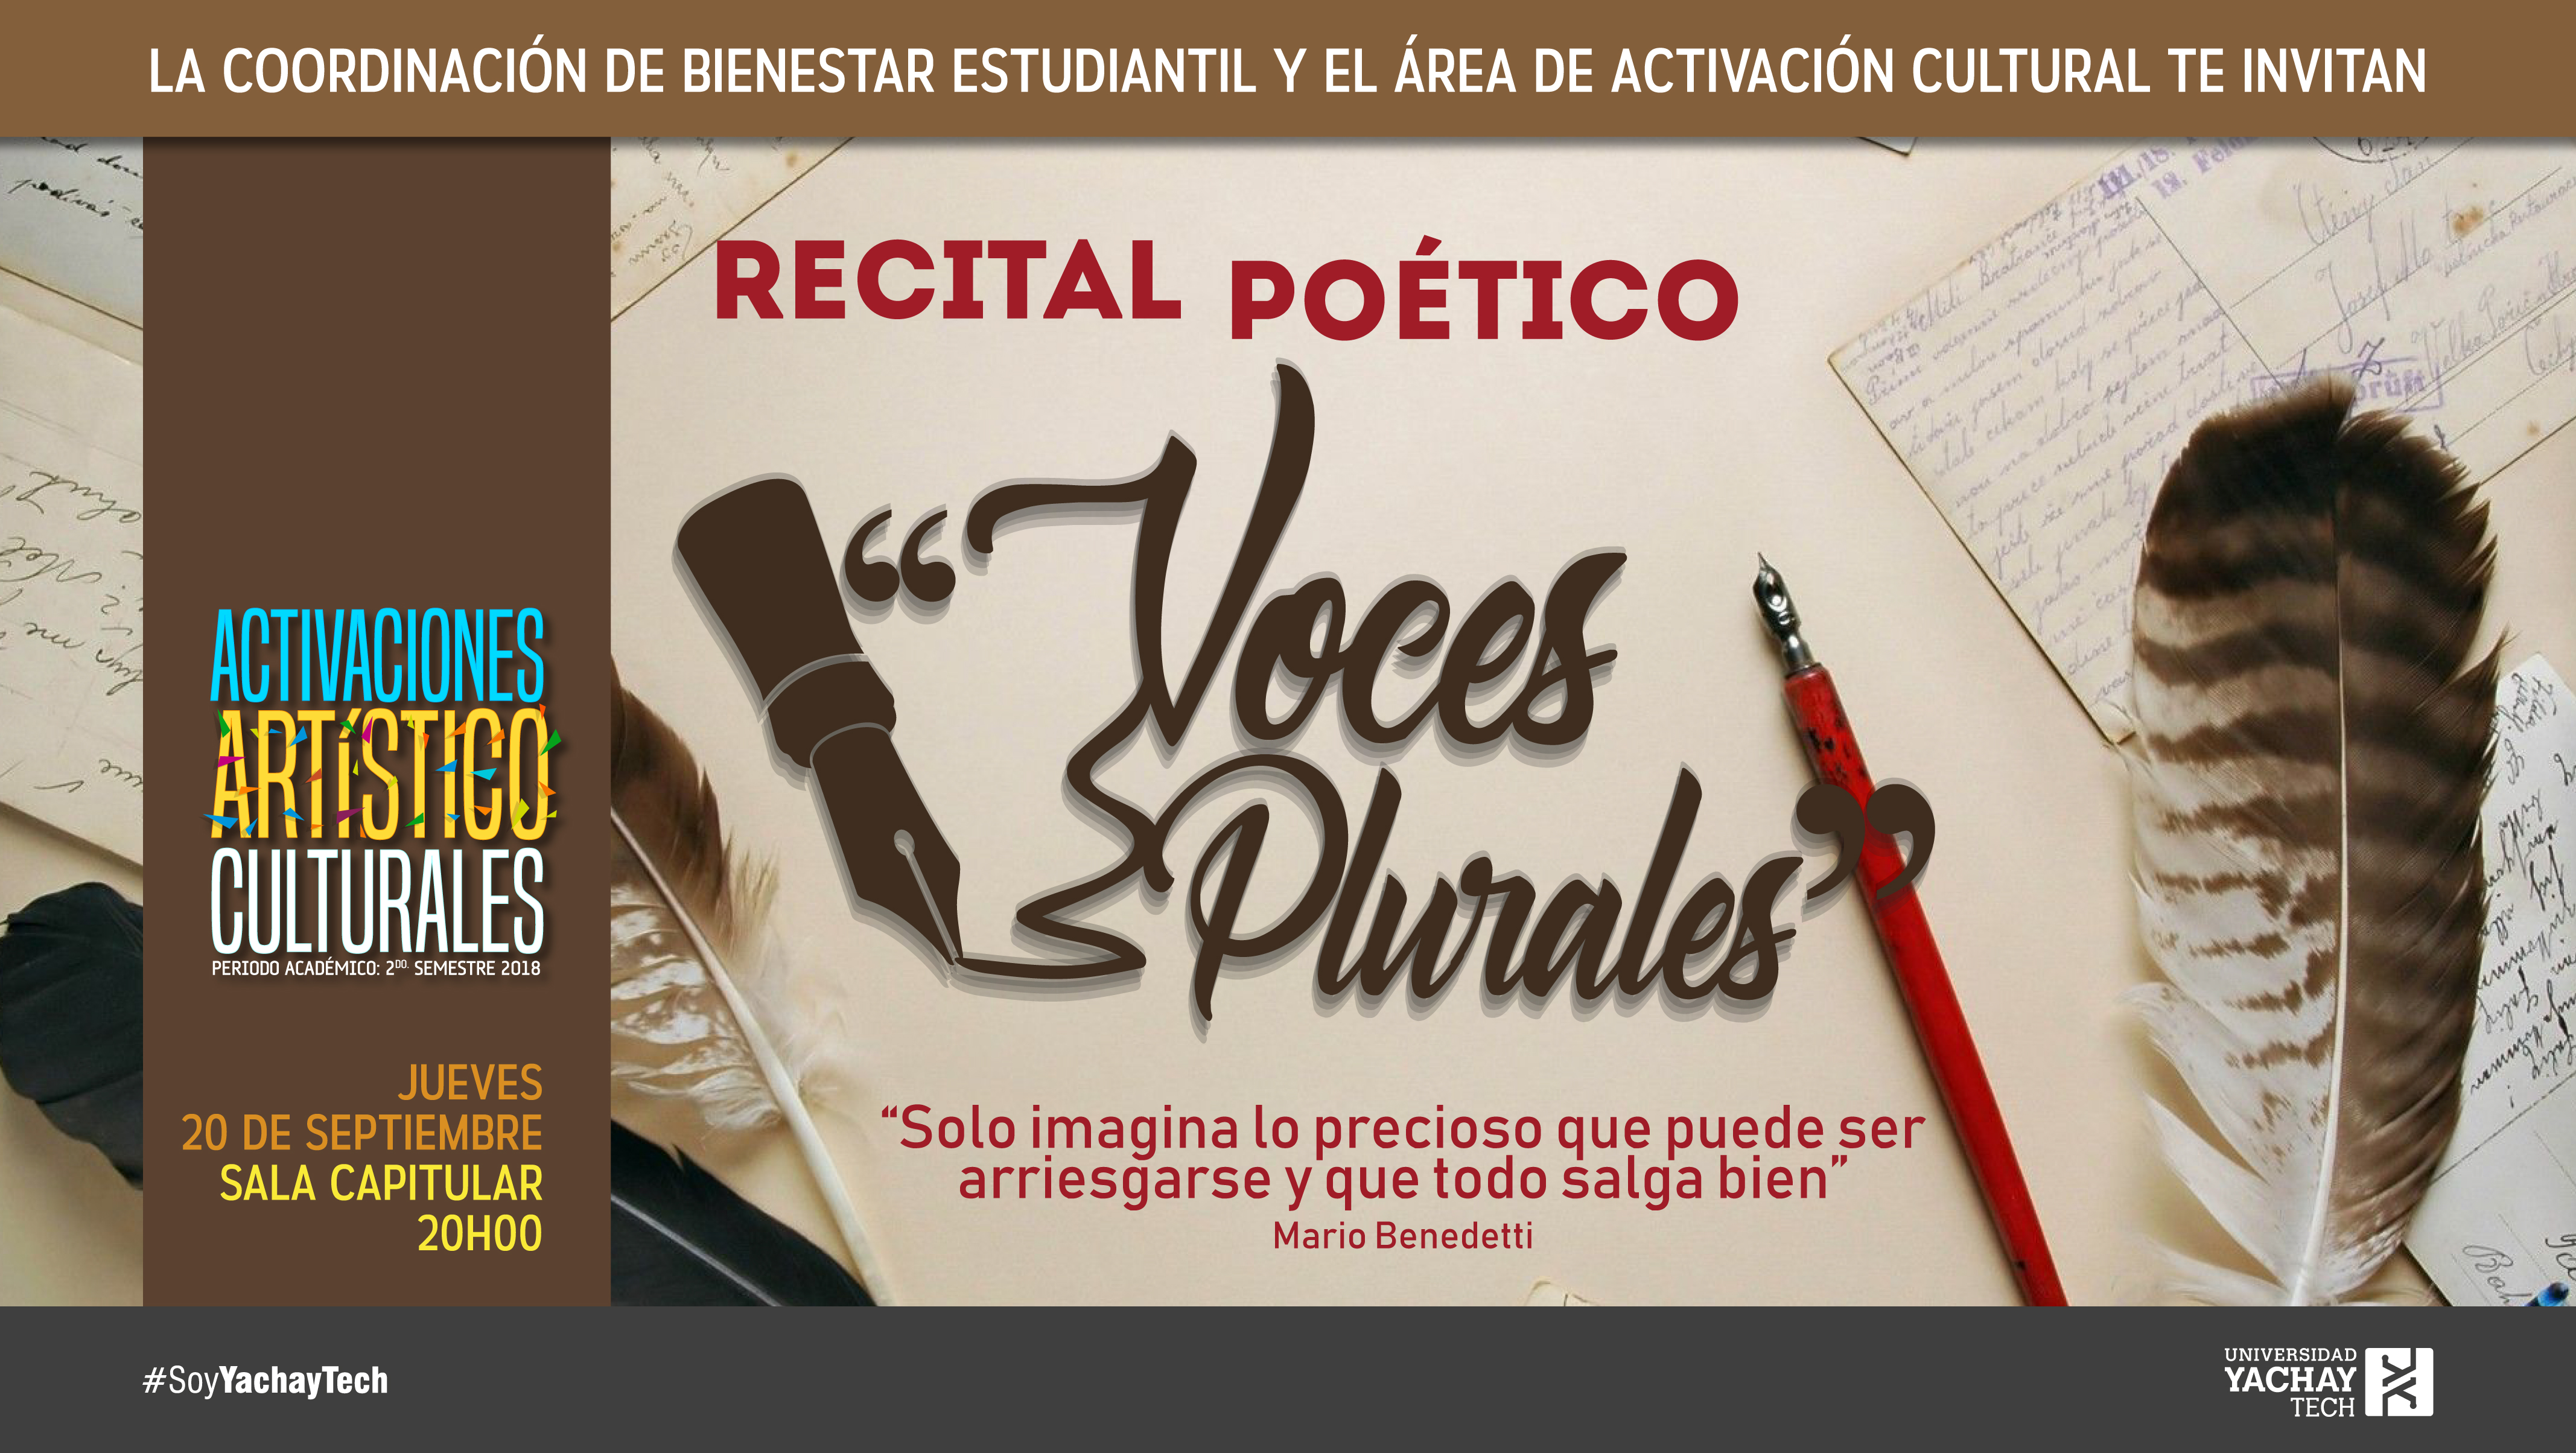 LA COORDINACIÓN DE BIENESTAR ESTUDIANTIL Y EL ÁREA DE ACTIVACIÓN CULTURAL TE INVITAN
RECITAL POÉTICO
“Voces
Plurales”
“Solo imagina lo precioso que puede ser
arriesgarse y que todo salga bien”
Mario Benedetti
ACTIVACIONES
ARTÍSTICO
CULTURALES
PERIODO ACADÉMICO: 2DO. SEMESTRE 2018
JUEVES
20 DE SEPTIEMBRE
SALA CAPITULAR
20H00
#SoyYachayTech
UNIVERSIDAD
YACHAY
TECH